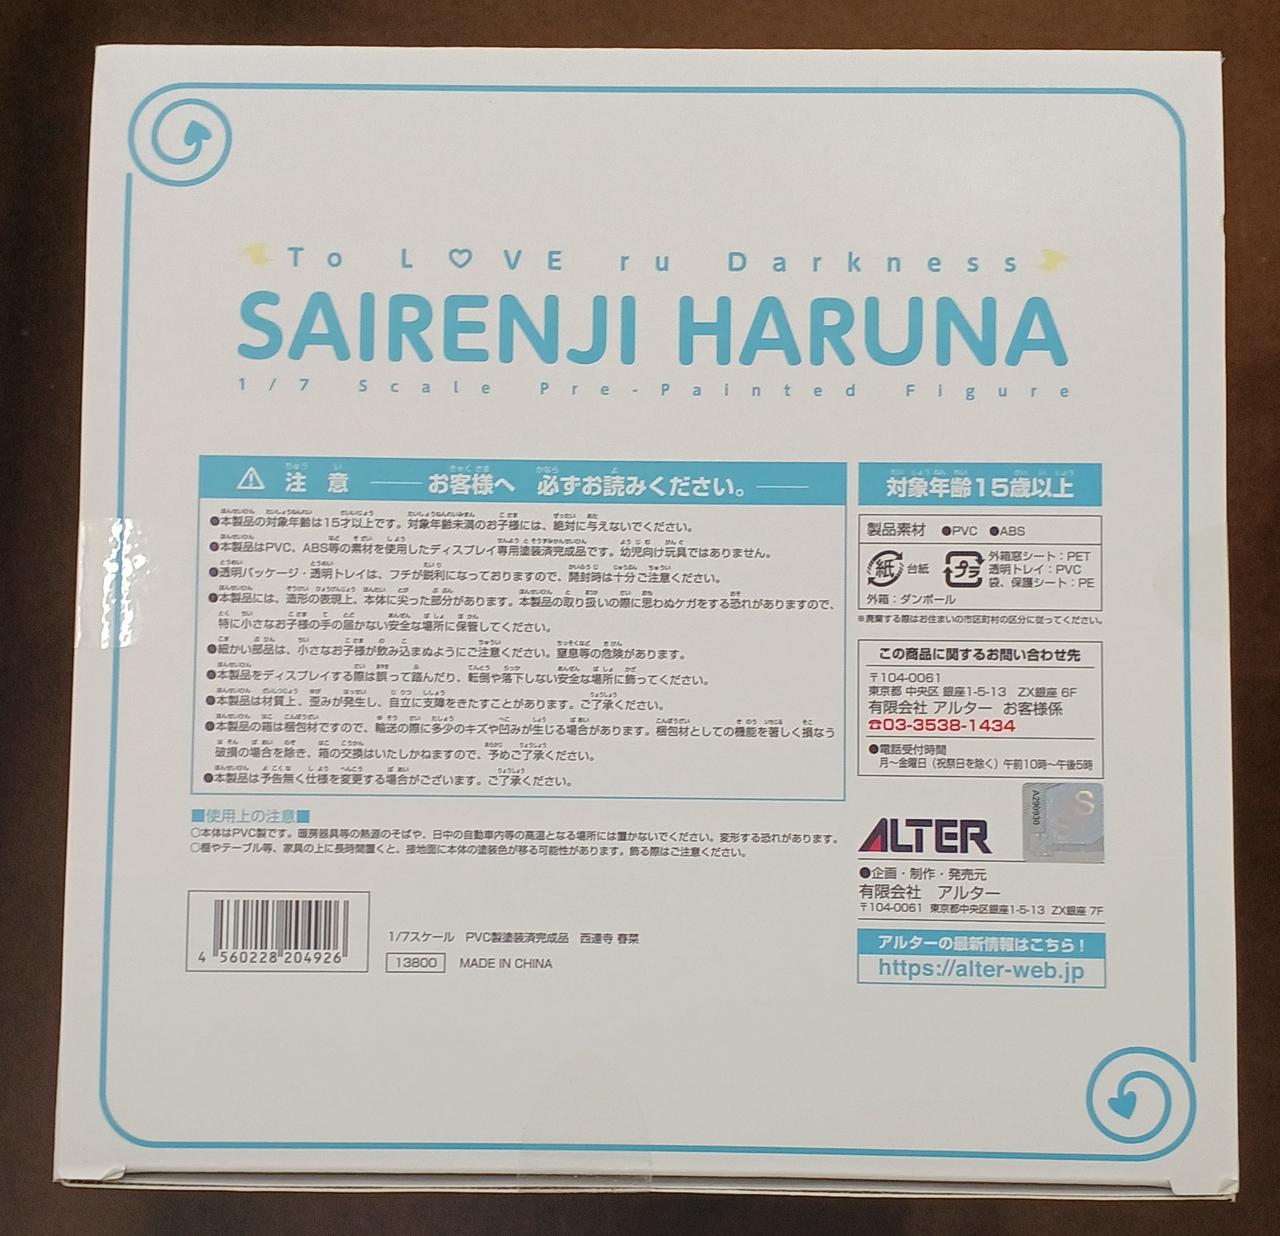 To L♡VE ru Darkness
SAIRENJI HARUNA
1/7 Scale Pre-Painted Figure
⚠ 注意 ── お客様へ 必ずお読みください。──
●本製品の対象年齢は15才以上です。対象年齢未満のお子様には、絶対に与えないでください。
●本製品はPVC、ABS等の素材を使用したディスプレイ専用塗装済完成品です。幼児向け玩具ではありません。
●透明パッケージ・透明トレイは、フチが鋭利になっておりますので、開封時は十分ご注意ください。
●本製品には、造形の表現上、本体に尖った部分があります。本製品の取り扱いの際に思わぬケガをする恐れがありますので、
特に小さなお子様の手の届かない安全な場所に保管してください。
●細かい部品は、小さなお子様が飲み込まぬようにご注意ください。窒息等の危険があります。
●本製品をディスプレイする際は誤って踏んだり、転倒や落下しない安全な場所に飾ってください。
●本製品は材質上、歪みが発生し、自立に支障をきたすことがあります。ご了承ください。
●本製品の箱は梱包材ですので、輸送の際に多少のキズや凹みが生じる場合があります。梱包材としての機能を著しく損なう
破損の場合を除き、箱の交換はいたしかねますので、予めご了承ください。
●本製品は予告無く仕様を変更する場合がございます。ご了承ください。
■使用上の注意■
○本体はPVC製です。暖房器具等の熱源のそばや、日中の自動車内等の高温となる場所には置かないでください。変形する恐れがあります。
○棚やテーブル等、家具の上に長時間置くと、接地面に本体の塗装色が移る可能性があります。飾る際はご注意ください。
4 560228 204926
1/7スケール PVC製塗装済完成品 西連寺 春菜
13800 MADE IN CHINA
対象年齢15歳以上
製品素材 ●PVC ●ABS
紙 台紙
プラ 外箱窓シート：PET
透明トレイ：PVC
袋、保護シート：PE
外箱：ダンボール
※廃棄する際はお住まいの市区町村の区分に従ってください。
この商品に関するお問い合わせ先
〒104-0061
東京都 中央区 銀座1-5-13 ZX銀座 6F
有限会社 アルター お客様係
☎03-3538-1434
●電話受付時間
月～金曜日（祝祭日を除く）午前10時～午後5時
ALTER
●企画・制作・発売元
有限会社 アルター
〒104-0061 東京都中央区銀座1-5-13 ZX銀座 7F
アルターの最新情報はこちら！
https://alter-web.jp